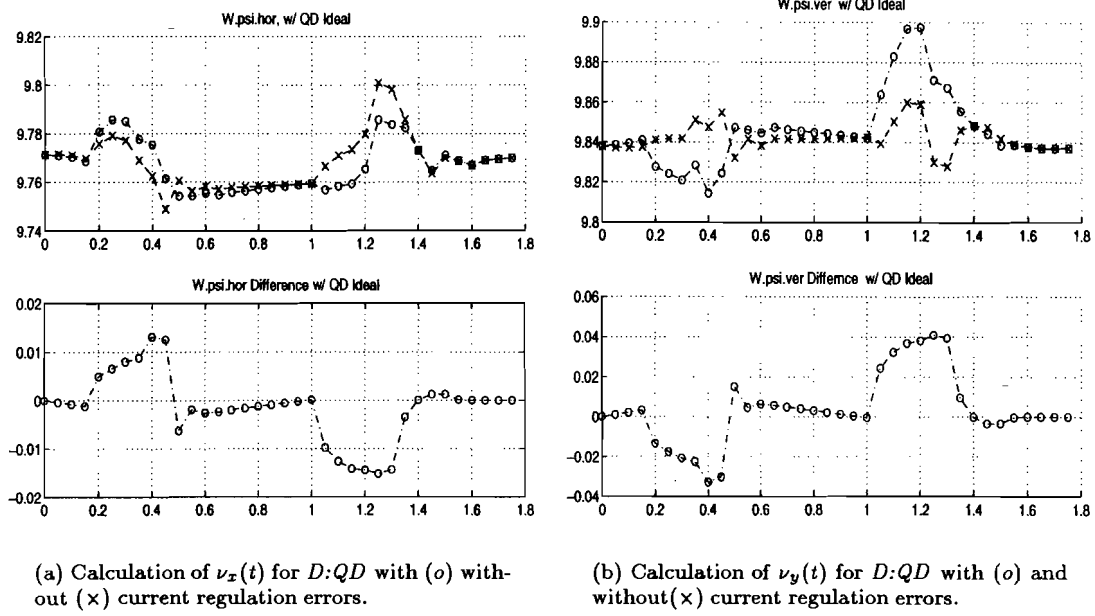 W.psi.hor, w/ QD Ideal
9.82
9.8
9.78
9.76
9.74
0 0.2 0.4 0.6 0.8 1 1.2 1.4 1.6 1.8
W.psi.hor Difference w/ QD Ideal
0.02
0.01
0
−0.01
−0.02
0 0.2 0.4 0.6 0.8 1 1.2 1.4 1.6 1.8
(a) Calculation of νx(t) for D:QD with (o) with-
out (×) current regulation errors.
W.psi.ver w/ QD Ideal
9.9
9.88
9.86
9.84
9.82
9.8
0 0.2 0.4 0.6 0.8 1 1.2 1.4 1.6 1.8
W.psi.ver Differnce w/ QD Ideal
0.06
0.04
0.02
0
−0.02
−0.04
0 0.2 0.4 0.6 0.8 1 1.2 1.4 1.6 1.8
(b) Calculation of νy(t) for D:QD with (o) and
without(×) current regulation errors.